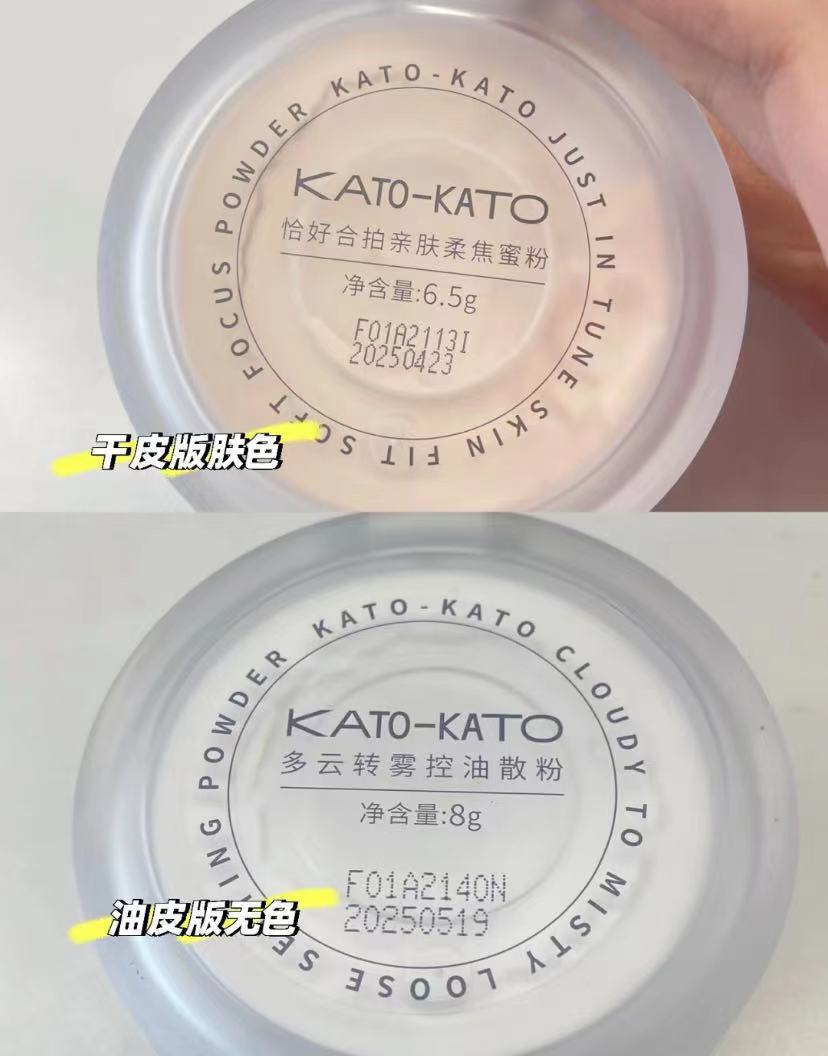 KATO-KATO JUST IN TUNE SKIN FIT SOFT FOCUS POWDER
KATO-KATO
恰好合拍亲肤柔焦蜜粉
净含量:6.5g
F01A2113I
20250423
干皮版肤色
KATO-KATO CLOUDY TO MISTY LOOSE SE ING POWDER
KATO-KATO
多云转雾控油散粉
净含量:8g
F01A2140N
20250519
油皮版无色